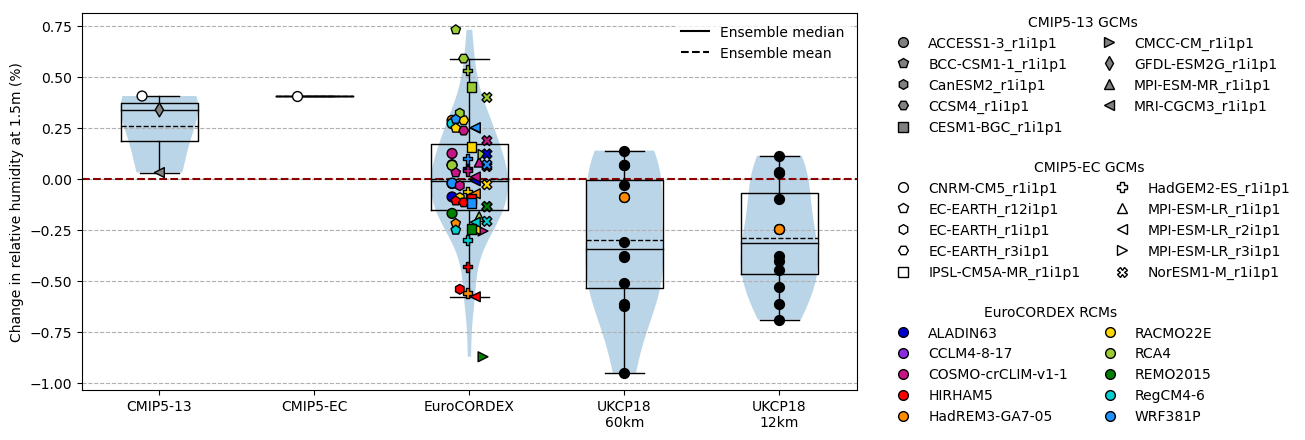 Change in relative humidity at 1.5m (%)
0.75
0.50
0.25
0.00
−0.25
−0.50
−0.75
−1.00
CMIP5-13
CMIP5-EC
EuroCORDEX
UKCP18
60km
UKCP18
12km
Ensemble median
Ensemble mean
CMIP5-13 GCMs
ACCESS1-3_r1i1p1
BCC-CSM1-1_r1i1p1
CanESM2_r1i1p1
CCSM4_r1i1p1
CESM1-BGC_r1i1p1
CMCC-CM_r1i1p1
GFDL-ESM2G_r1i1p1
MPI-ESM-MR_r1i1p1
MRI-CGCM3_r1i1p1
CMIP5-EC GCMs
CNRM-CM5_r1i1p1
EC-EARTH_r12i1p1
EC-EARTH_r1i1p1
EC-EARTH_r3i1p1
IPSL-CM5A-MR_r1i1p1
HadGEM2-ES_r1i1p1
MPI-ESM-LR_r1i1p1
MPI-ESM-LR_r2i1p1
MPI-ESM-LR_r3i1p1
NorESM1-M_r1i1p1
EuroCORDEX RCMs
ALADIN63
CCLM4-8-17
COSMO-crCLIM-v1-1
HIRHAM5
HadREM3-GA7-05
RACMO22E
RCA4
REMO2015
RegCM4-6
WRF381P